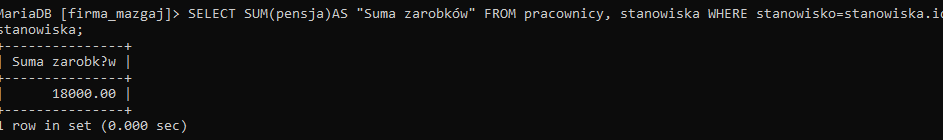 MariaDB [firma_mazgaj]> SELECT SUM(pensja)AS "Suma zarobków" FROM pracownicy, stanowiska WHERE stanowisko=stanowiska.id
stanowiska;
+---------------+
| Suma zarobk?w |
+---------------+
|      18000.00 |
+---------------+
1 row in set (0.000 sec)